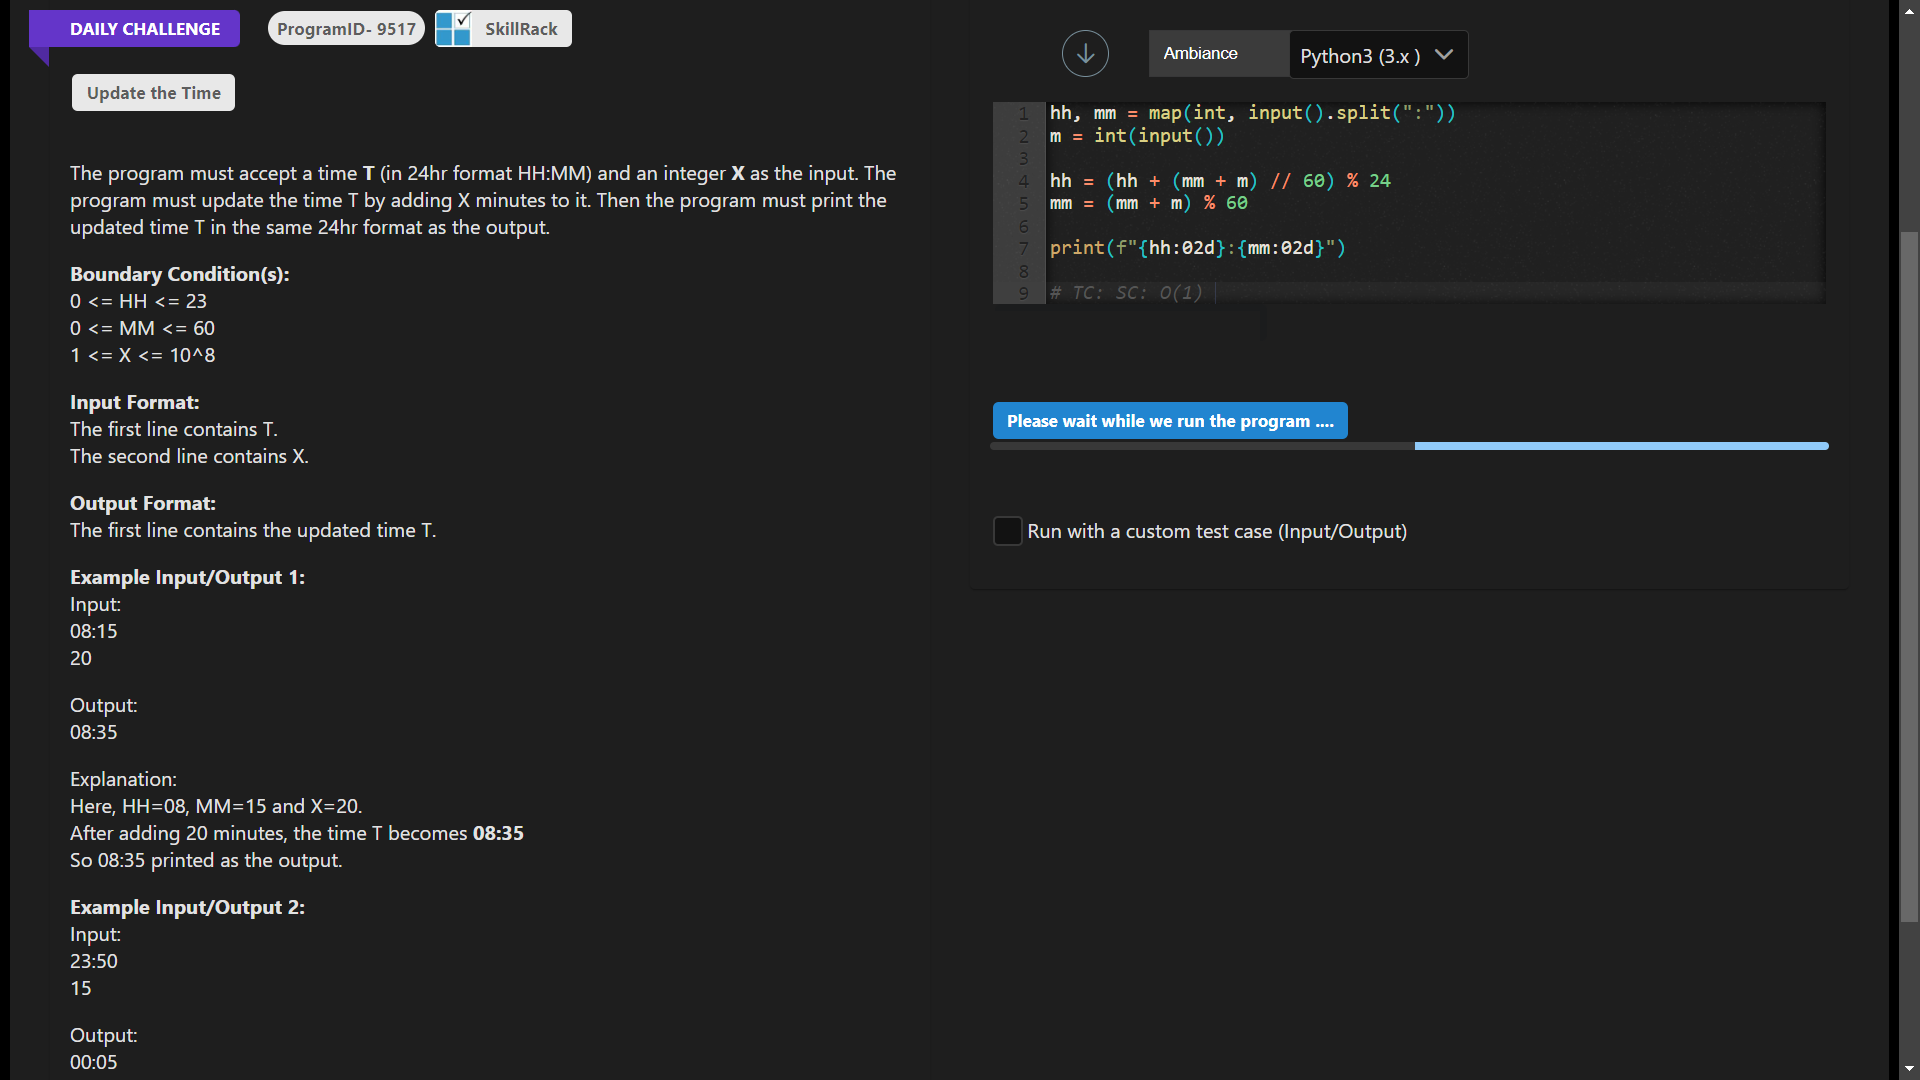 DAILY CHALLENGE
ProgramID- 9517
SkillRack
Update the Time
The program must accept a time T (in 24hr format HH:MM) and an integer X as the input. The
program must update the time T by adding X minutes to it. Then the program must print the
updated time T in the same 24hr format as the output.
Boundary Condition(s):
0 <= HH <= 23
0 <= MM <= 60
1 <= X <= 10^8
Input Format:
The first line contains T.
The second line contains X.
Output Format:
The first line contains the updated time T.
Example Input/Output 1:
Input:
08:15
20
Output:
08:35
Explanation:
Here, HH=08, MM=15 and X=20.
After adding 20 minutes, the time T becomes 08:35
So 08:35 printed as the output.
Example Input/Output 2:
Input:
23:50
15
Output:
00:05
Ambiance
Python3 (3.x )
1 hh, mm = map(int, input().split(":"))
2 m = int(input())
3
4 hh = (hh + (mm + m) // 60) % 24
5 mm = (mm + m) % 60
6
7 print(f"{hh:02d}:{mm:02d}")
8
9 # TC: SC: O(1)
Please wait while we run the program ....
Run with a custom test case (Input/Output)